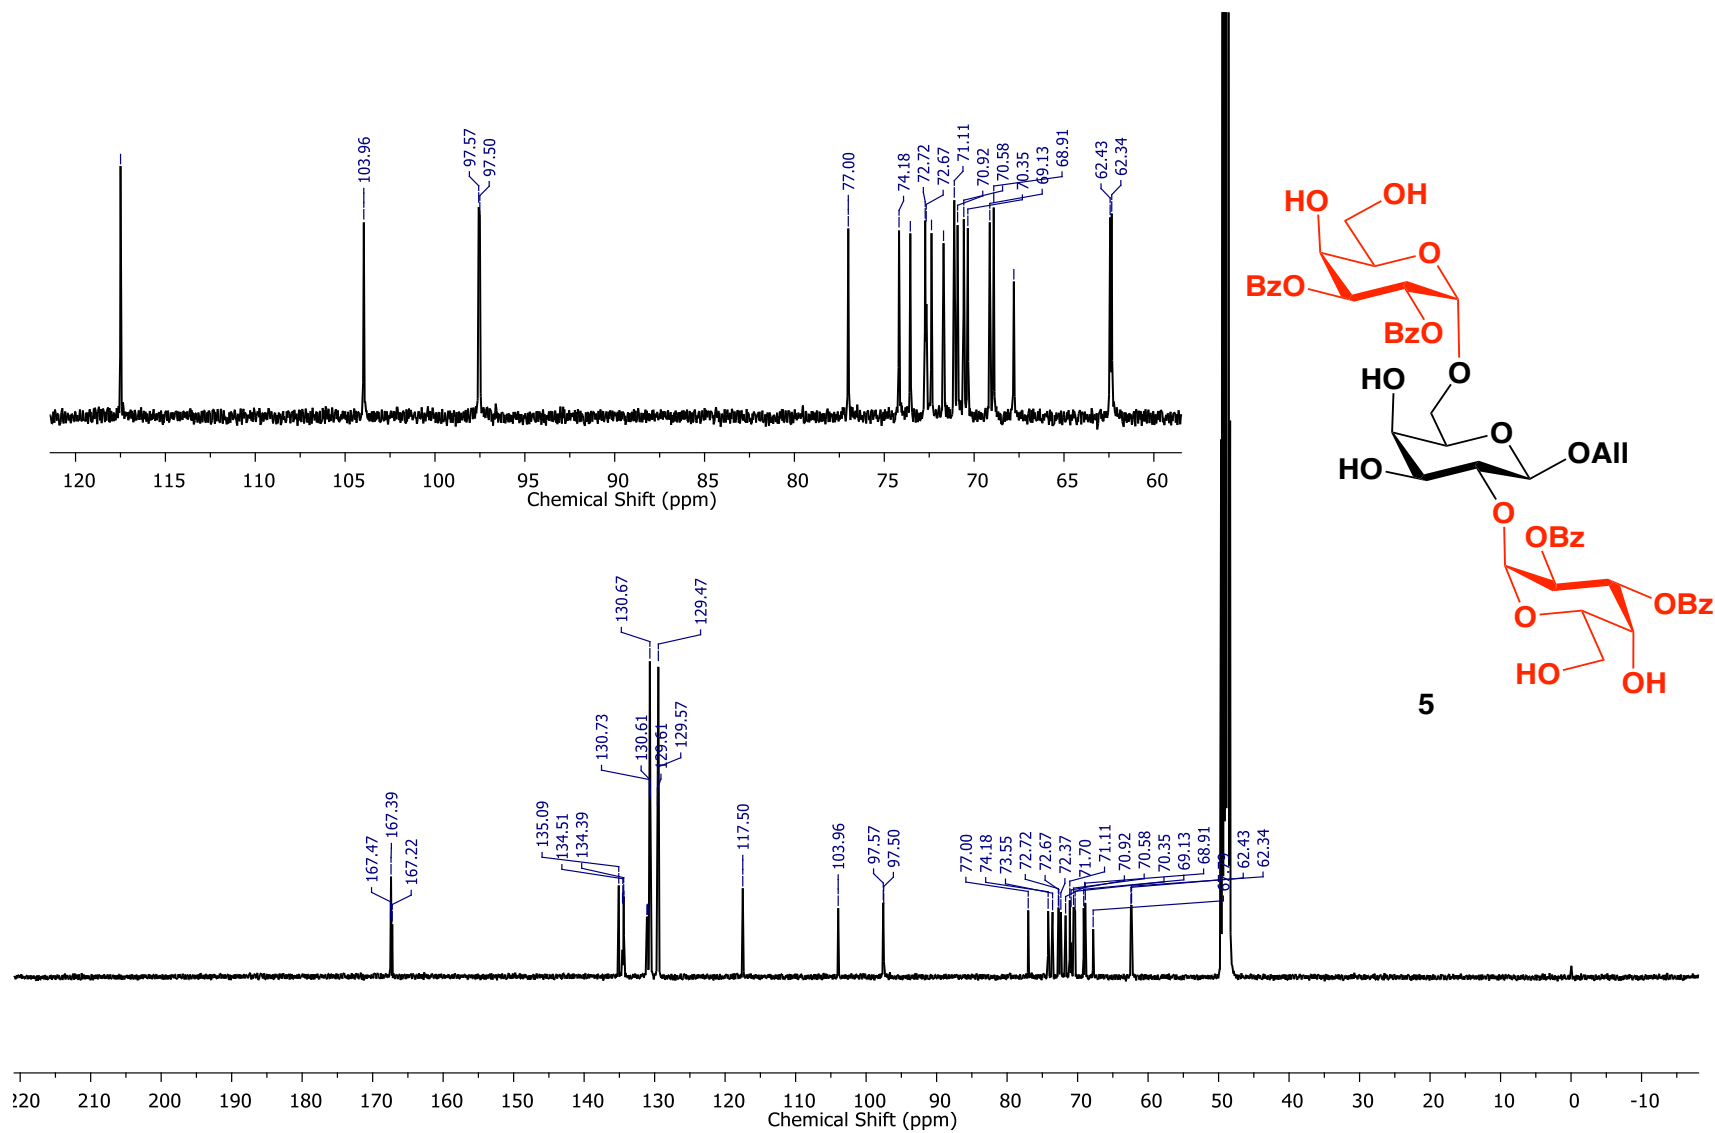 103.96
97.57
97.50
77.00
74.18
72.72
72.67
71.11
70.92
70.58
70.35
69.13
68.91
62.43
62.34
120 115 110 105 100 95 90 85 80 75 70 65 60
Chemical Shift (ppm)
HO
OH
O
BzO
BzO
O
HO
O
OAll
HO
O
OBz
OBz
O
HO
OH
5
167.47
167.39
167.22
135.09
134.51
134.39
130.73
130.67
130.61
129.61
129.57
129.47
117.50
103.96
97.57
97.50
77.00
74.18
73.55
72.72
72.67
72.37
71.70
71.11
70.92
70.58
70.35
69.13
68.91
67.79
62.43
62.34
20 210 200 190 180 170 160 150 140 130 120 110 100 90 80 70 60 50 40 30 20 10 0 -10
Chemical Shift (ppm)